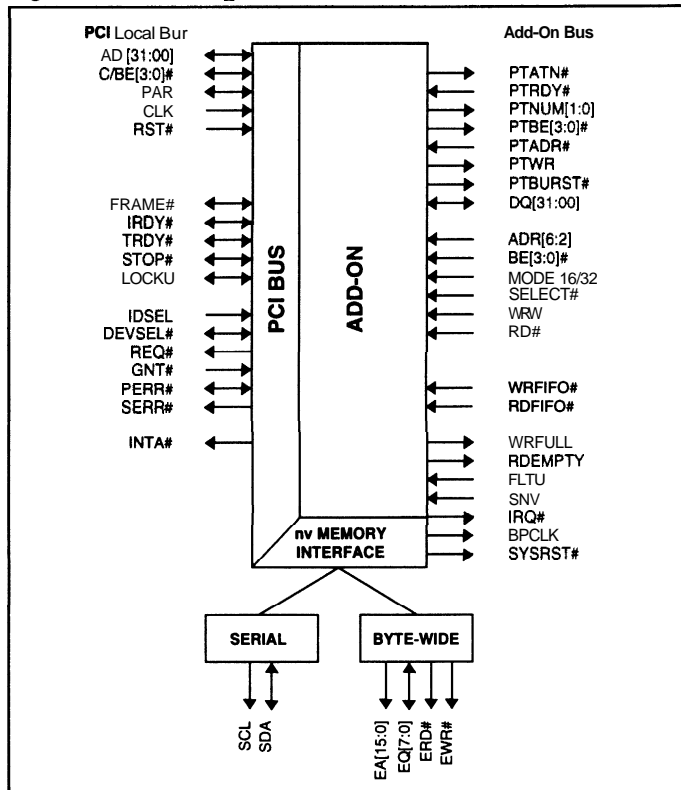 PCI Local Bur
AD [31:00]
C/BE[3:0]#
PAR
CLK
RST#
FRAME#
IRDY#
TRDY#
STOP#
LOCKU
IDSEL
DEVSEL#
REQ#
GNT#
PERR#
SERR#
INTA#
PCI BUS
ADD-ON
nv MEMORY
INTERFACE
Add-On Bus
PTATN#
PTRDY#
PTNUM[1:0]
PTBE[3:0]#
PTADR#
PTWR
PTBURST#
DQ[31:00]
ADR[6:2]
BE[3:0]#
MODE 16/32
SELECT#
WRW
RD#
WRFIFO#
RDFIFO#
WRFULL
RDEMPTY
FLTU
SNV
IRQ#
BPCLK
SYSRST#
SERIAL
BYTE-WIDE
SCL
SDA
EA[15:0]
EQ[7:0]
ERD#
EWR#